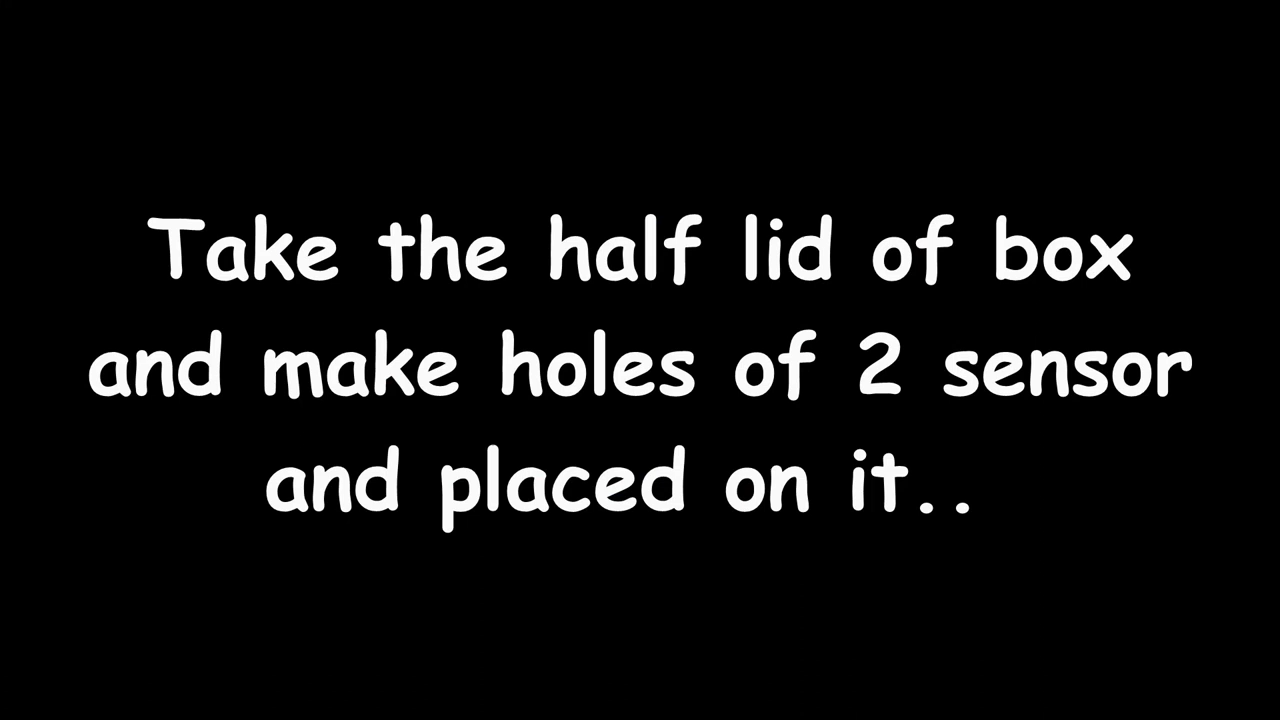 Take the half lid of box
and make holes of 2 sensor
and placed on it..